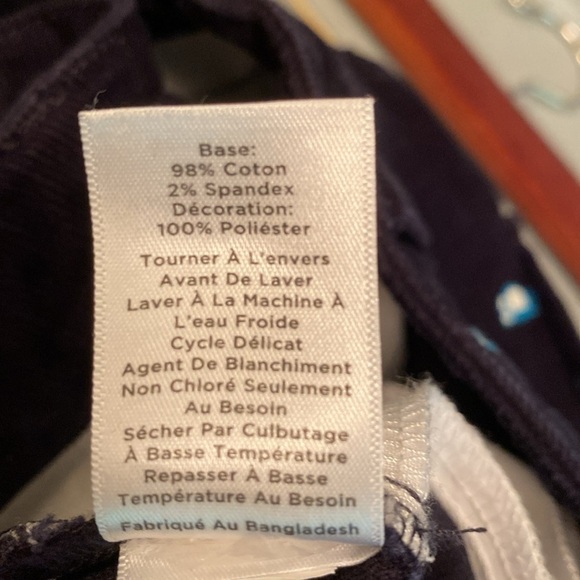 Base:
98% Coton
2% Spandex
Décoration:
100% Poliéster
Tourner À L'envers
Avant De Laver
Laver À La Machine À
L'eau Froide
Cycle Délicat
Agent De Blanchiment
Non Chloré Seulement
Au Besoin
Sécher Par Culbutage
À Basse Température
Repasser À Basse
Température Au Besoin
Fabriqué Au Bangladesh